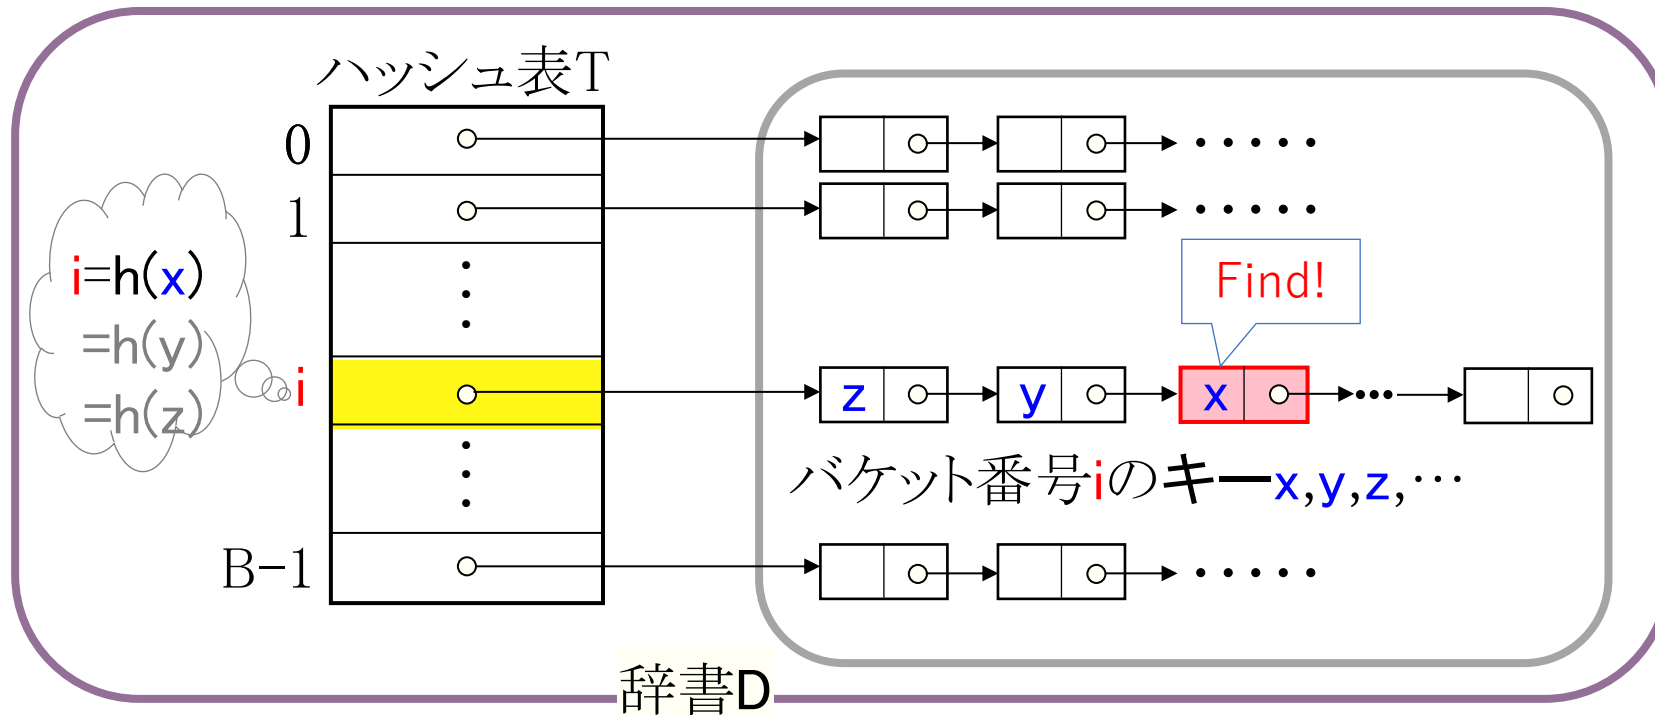 ハッシュ表T
0
1
i=h(x)
=h(y)
=h(z)
Find!
i
z y x •••
バケット番号iのキーx,y,z,…
B-1
辞書D